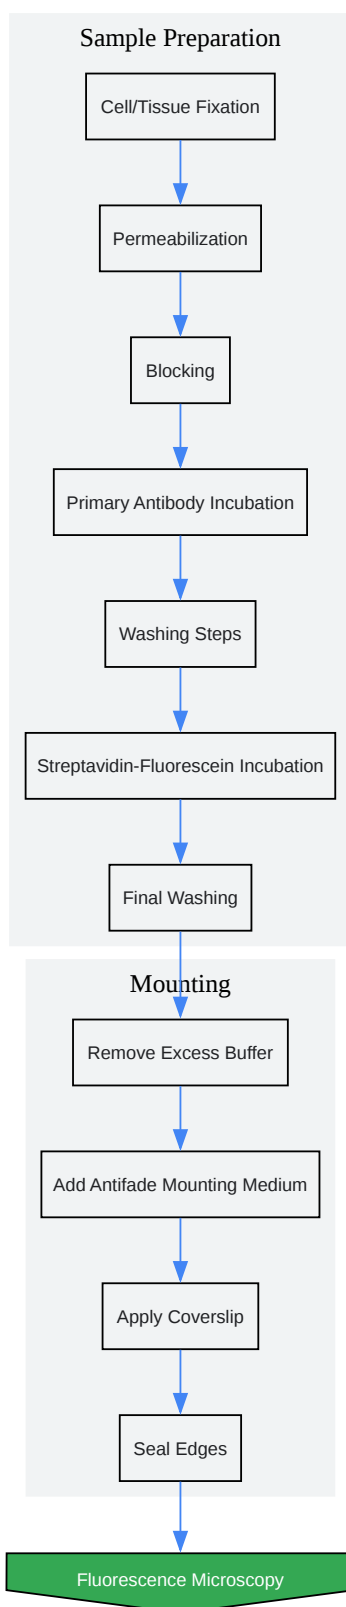 Sample Preparation
Cell/Tissue Fixation
Permeabilization
Blocking
Primary Antibody Incubation
Washing Steps
Streptavidin-Fluorescein Incubation
Final Washing
Mounting
Remove Excess Buffer
Add Antifade Mounting Medium
Apply Coverslip
Seal Edges
Fluorescence Microscopy